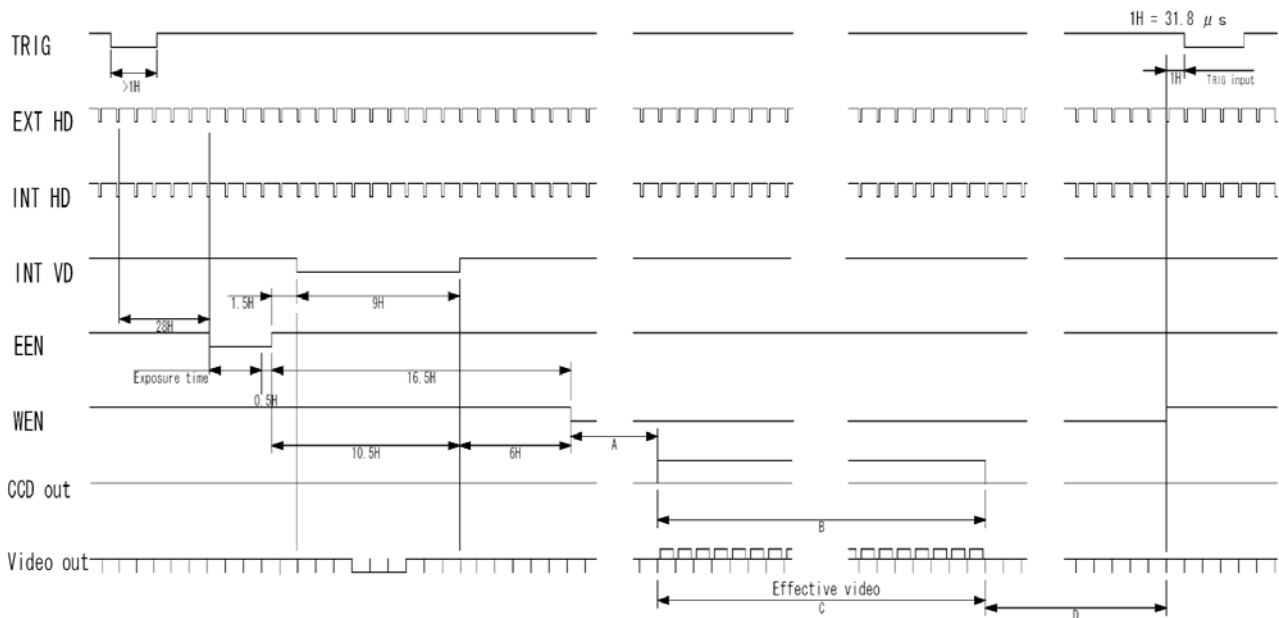 1H = 31.8 μs
TRIG
>1H
1H
TRIG input
EXT HD
INT HD
INT VD
1.5H
9H
28H
EEN
Exposure time
16.5H
0.5H
WEN
10.5H
6H
A
CCD out
B
Video out
Effective video
C
D